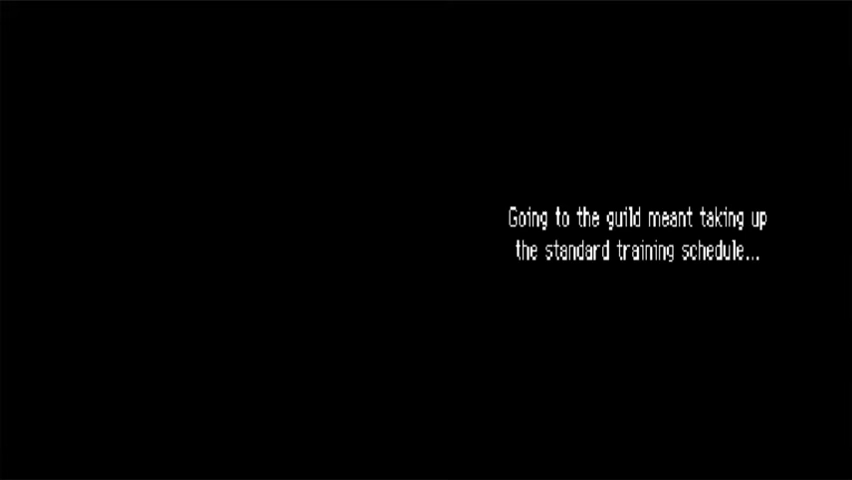 Going to the guild meant taking up
the standard training schedule...